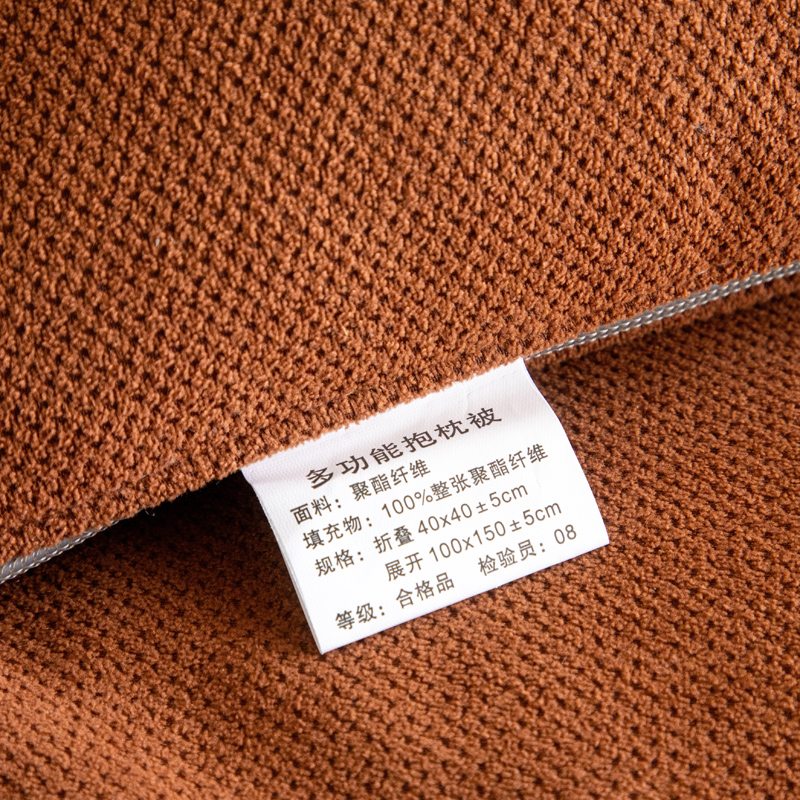 多功能抱枕被
面料：聚酯纤维
填充物：100%整张聚酯纤维
规格：折叠 40x40±5cm
展开 100x150±5cm
等级：合格品 检验员：08